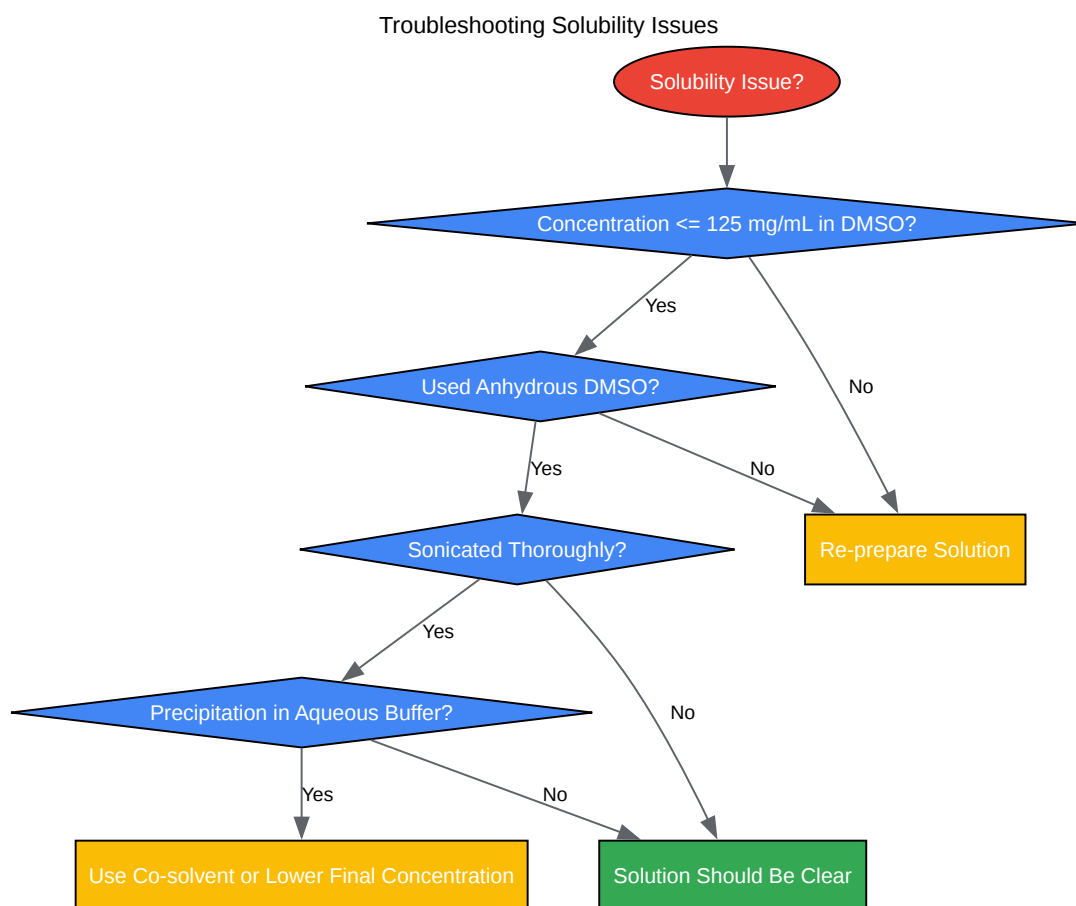 Troubleshooting Solubility Issues
Solubility Issue?
Concentration <= 125 mg/mL in DMSO?
Yes
No
Used Anhydrous DMSO?
Yes
No
Sonicated Thoroughly?
Re-prepare Solution
Yes
No
Precipitation in Aqueous Buffer?
Yes
No
Use Co-solvent or Lower Final Concentration
Solution Should Be Clear